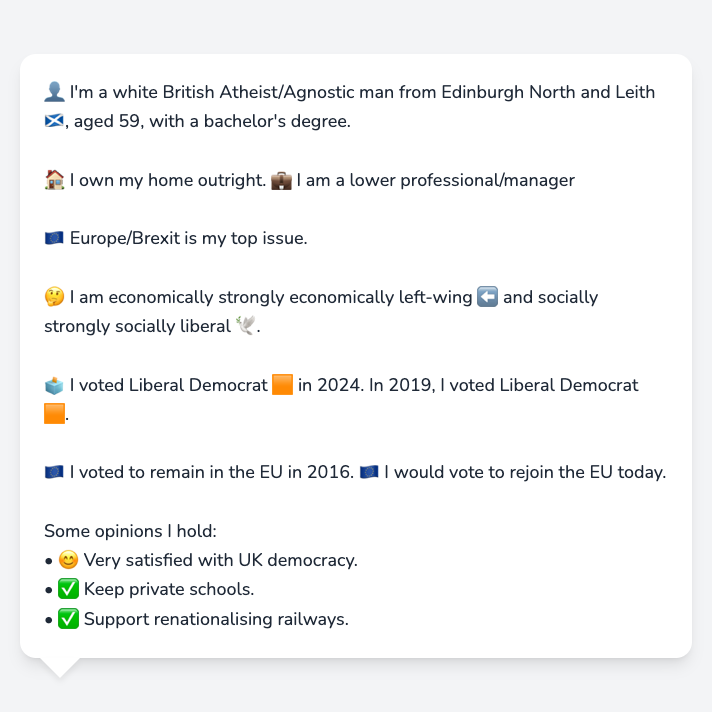 👤 I'm a white British Atheist/Agnostic man from Edinburgh North and Leith
🏴󠁧󠁢󠁳󠁣󠁴󠁿, aged 59, with a bachelor's degree.
🏠 I own my home outright. 💼 I am a lower professional/manager
🇪🇺 Europe/Brexit is my top issue.
🤔 I am economically strongly economically left-wing ⬅️ and socially
strongly socially liberal 🕊️.
🗳️ I voted Liberal Democrat 🟧 in 2024. In 2019, I voted Liberal Democrat
🟧.
🇪🇺 I voted to remain in the EU in 2016. 🇪🇺 I would vote to rejoin the EU today.
Some opinions I hold:
• 😊 Very satisfied with UK democracy.
• ✅ Keep private schools.
• ✅ Support renationalising railways.